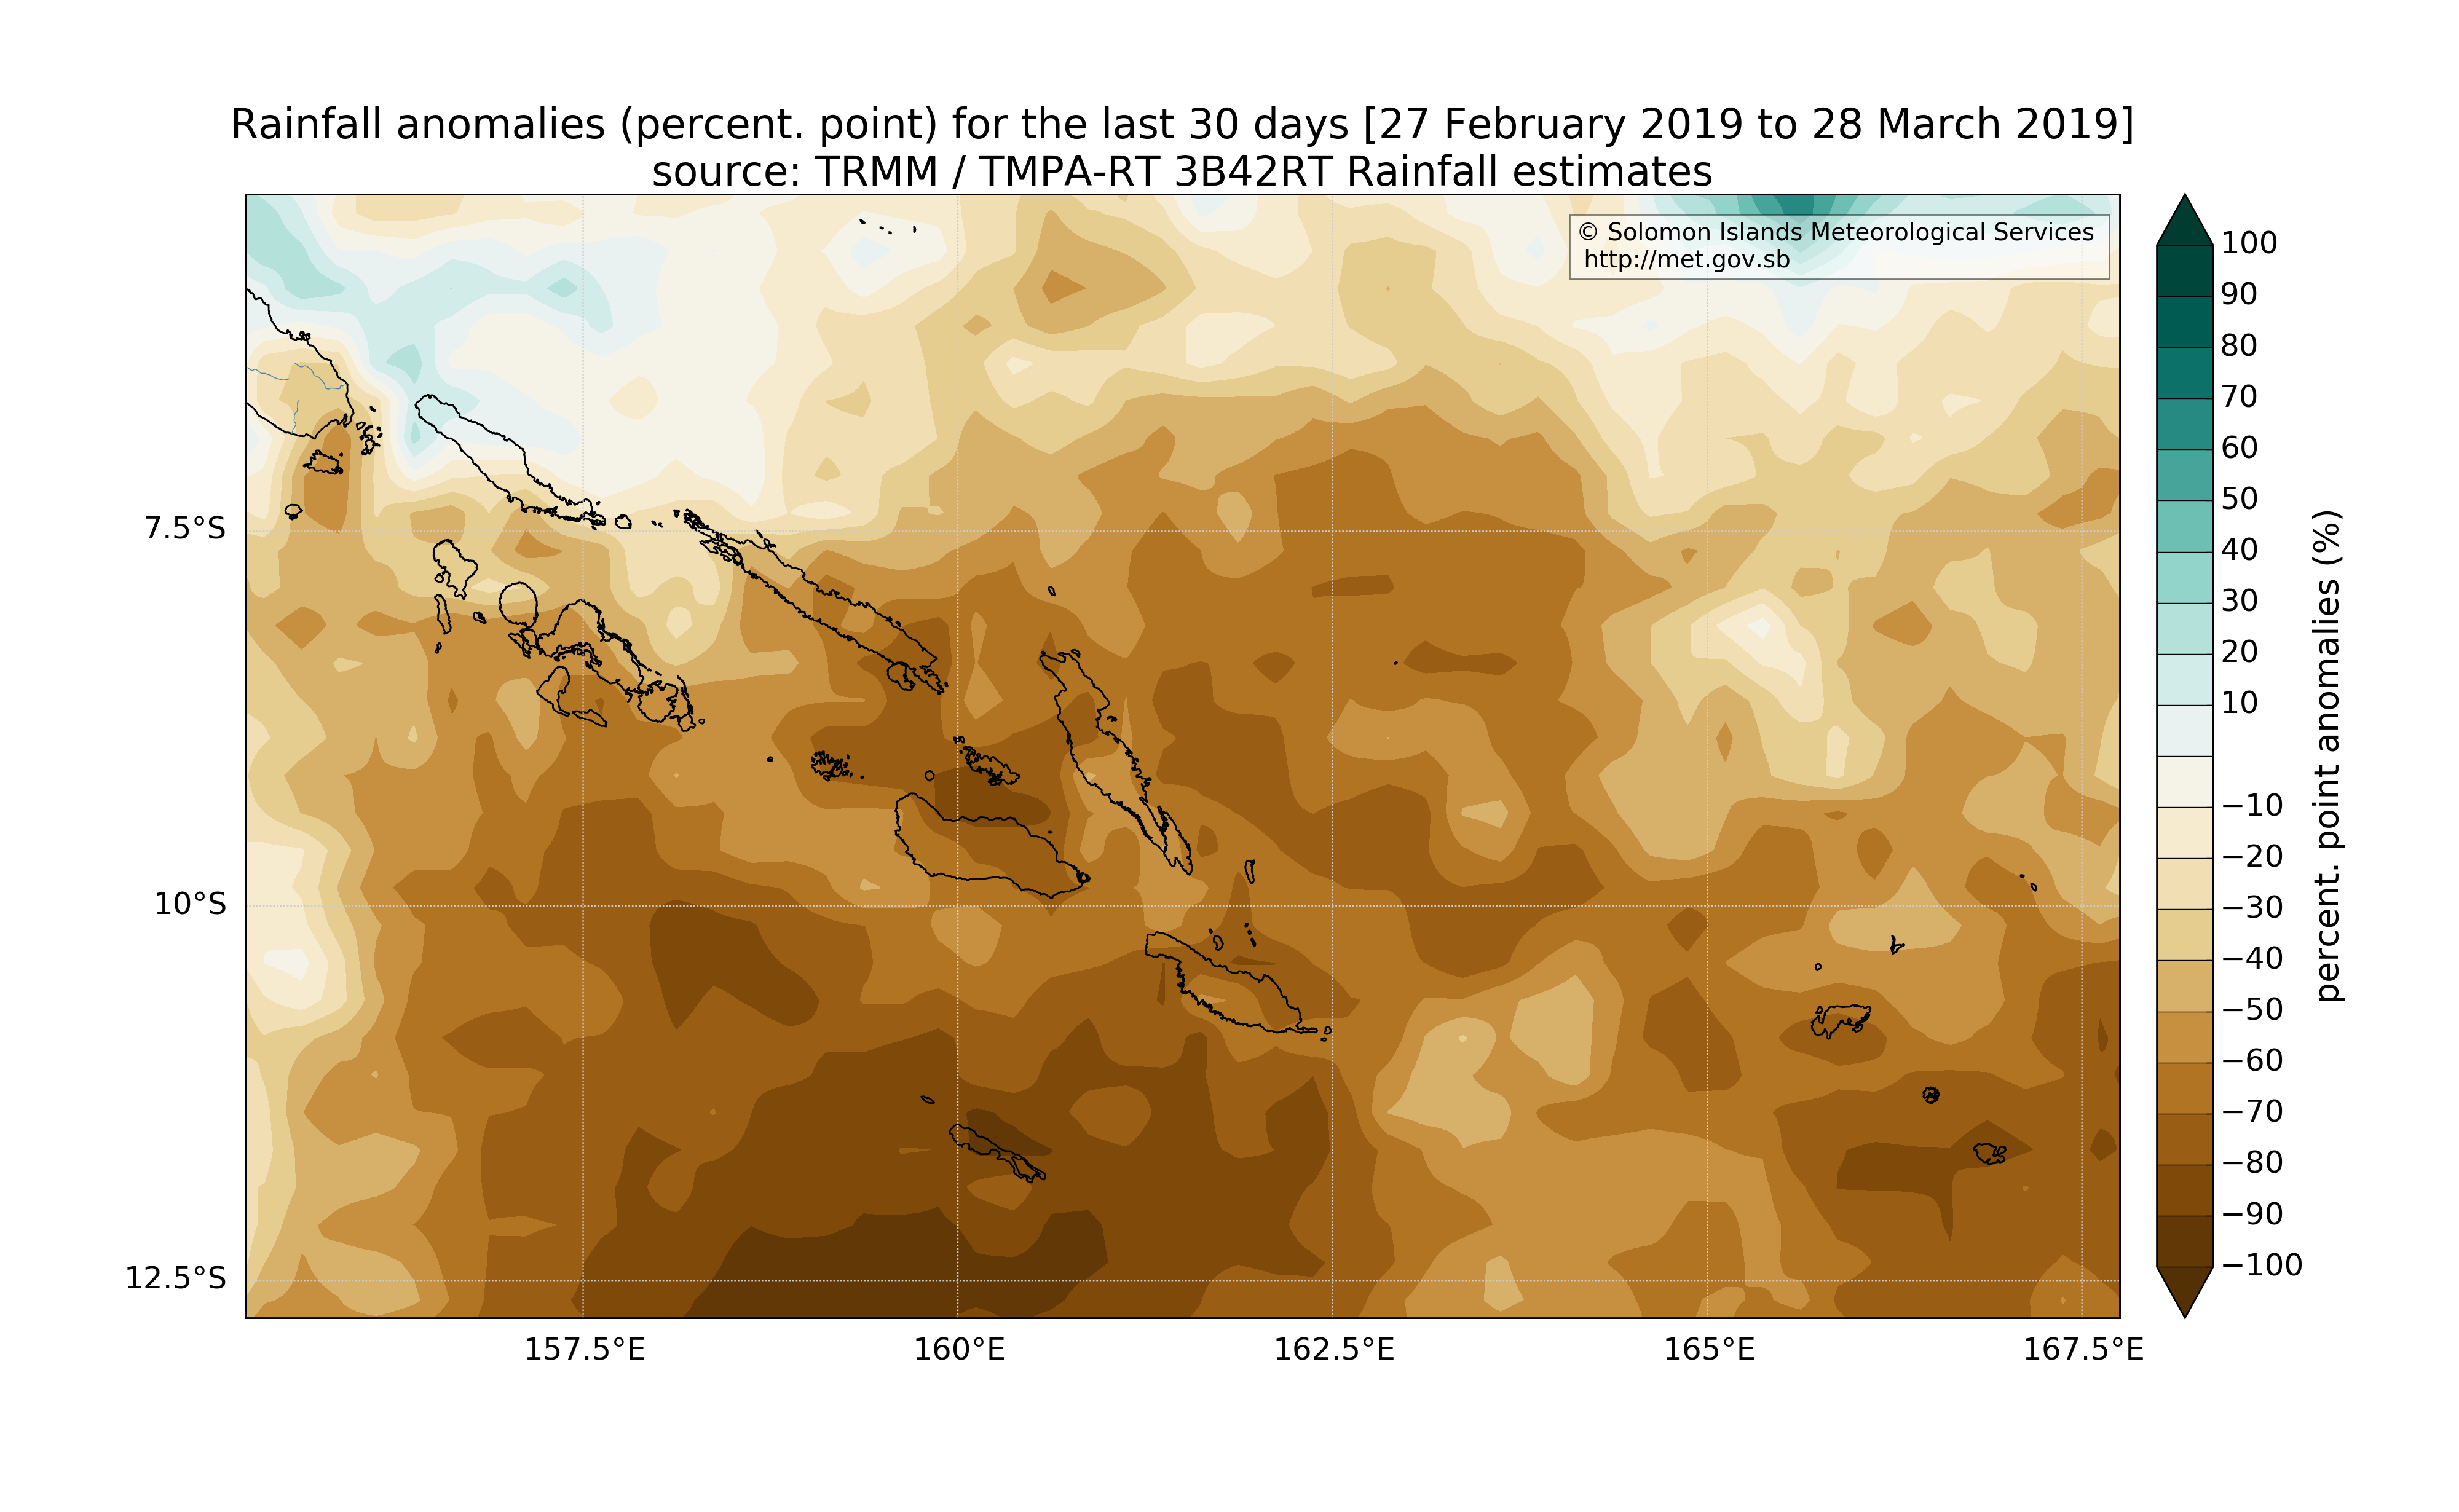 Rainfall anomalies (percent. point) for the last 30 days [27 February 2019 to 28 March 2019]
source: TRMM / TMPA-RT 3B42RT Rainfall estimates
© Solomon Islands Meteorological Services
http://met.gov.sb
7.5°S
10°S
12.5°S
157.5°E
160°E
162.5°E
165°E
167.5°E
100
90
80
70
60
50
40
30
20
10
−10
−20
−30
−40
−50
−60
−70
−80
−90
−100
percent. point anomalies (%)